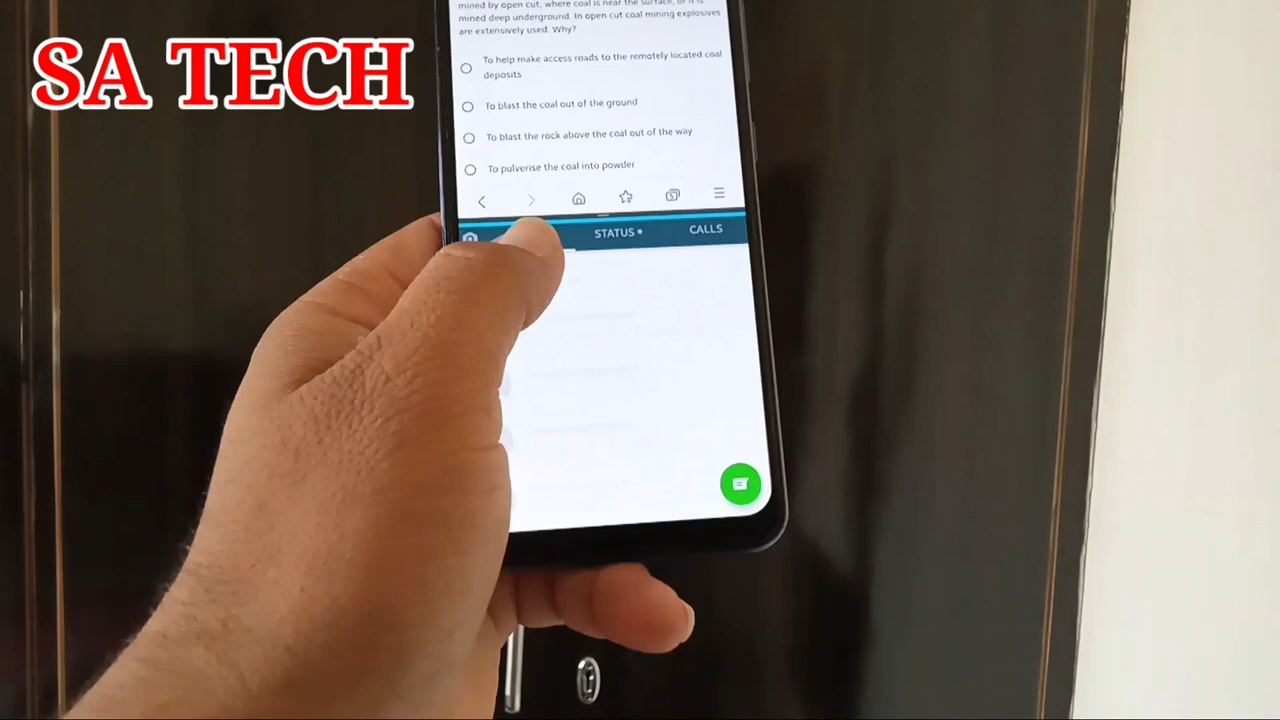 SA TECH
mined by open cut, where coal is near the surface, or it is
mined deep underground. In open cut coal mining explosives
are extensively used. Why?
To help make access roads to the remotely located coal
deposits
To blast the coal out of the ground
To blast the rock above the coal out of the way
To pulverise the coal into powder
STATUS
CALLS